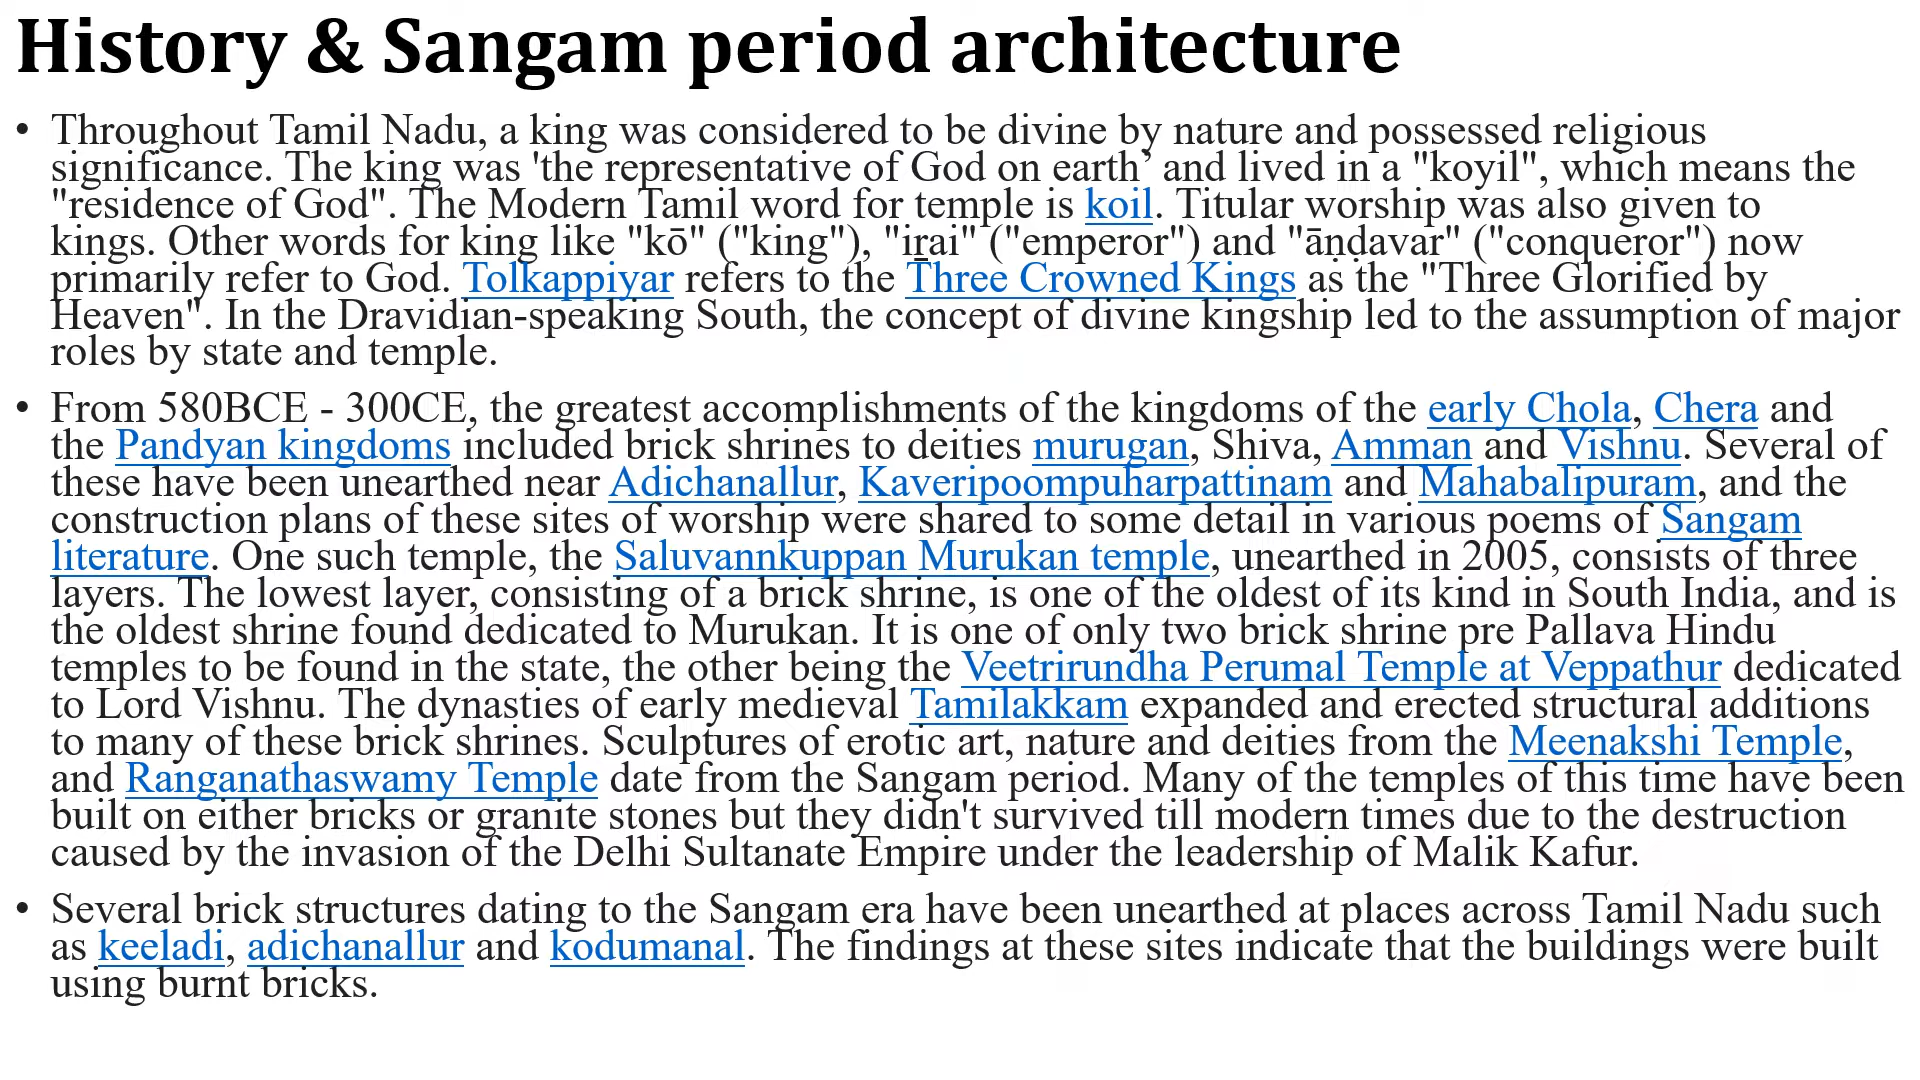 History & Sangam period architecture
• Throughout Tamil Nadu, a king was considered to be divine by nature and possessed religious
significance. The king was 'the representative of God on earth’ and lived in a "koyil", which means the
"residence of God". The Modern Tamil word for temple is koil. Titular worship was also given to
kings. Other words for king like "kō" ("king"), "iṟai" ("emperor") and "āṇḍavar" ("conqueror") now
primarily refer to God. Tolkappiyar refers to the Three Crowned Kings as the "Three Glorified by
Heaven". In the Dravidian-speaking South, the concept of divine kingship led to the assumption of major
roles by state and temple.
• From 580BCE - 300CE, the greatest accomplishments of the kingdoms of the early Chola, Chera and
the Pandyan kingdoms included brick shrines to deities murugan, Shiva, Amman and Vishnu. Several of
these have been unearthed near Adichanallur, Kaveripoompuharpattinam and Mahabalipuram, and the
construction plans of these sites of worship were shared to some detail in various poems of Sangam
literature. One such temple, the Saluvannkuppan Murukan temple, unearthed in 2005, consists of three
layers. The lowest layer, consisting of a brick shrine, is one of the oldest of its kind in South India, and is
the oldest shrine found dedicated to Murukan. It is one of only two brick shrine pre Pallava Hindu
temples to be found in the state, the other being the Veetrirundha Perumal Temple at Veppathur dedicated
to Lord Vishnu. The dynasties of early medieval Tamilakkam expanded and erected structural additions
to many of these brick shrines. Sculptures of erotic art, nature and deities from the Meenakshi Temple,
and Ranganathaswamy Temple date from the Sangam period. Many of the temples of this time have been
built on either bricks or granite stones but they didn't survived till modern times due to the destruction
caused by the invasion of the Delhi Sultanate Empire under the leadership of Malik Kafur.
• Several brick structures dating to the Sangam era have been unearthed at places across Tamil Nadu such
as keeladi, adichanallur and kodumanal. The findings at these sites indicate that the buildings were built
using burnt bricks.